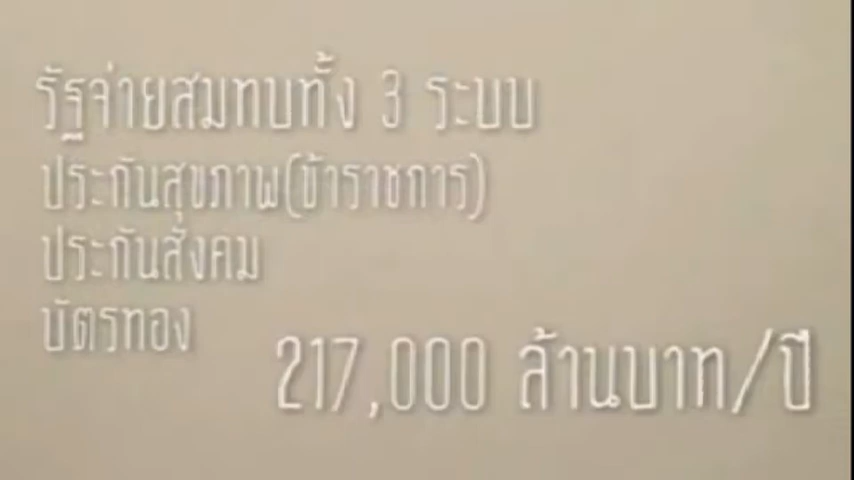 รัฐจ่ายสมทบทั้ง 3 ระบบ
ประกันสุขภาพ(ข้าราชการ)
ประกันสังคม
บัตรทอง
217,000 ล้านบาท/ปี